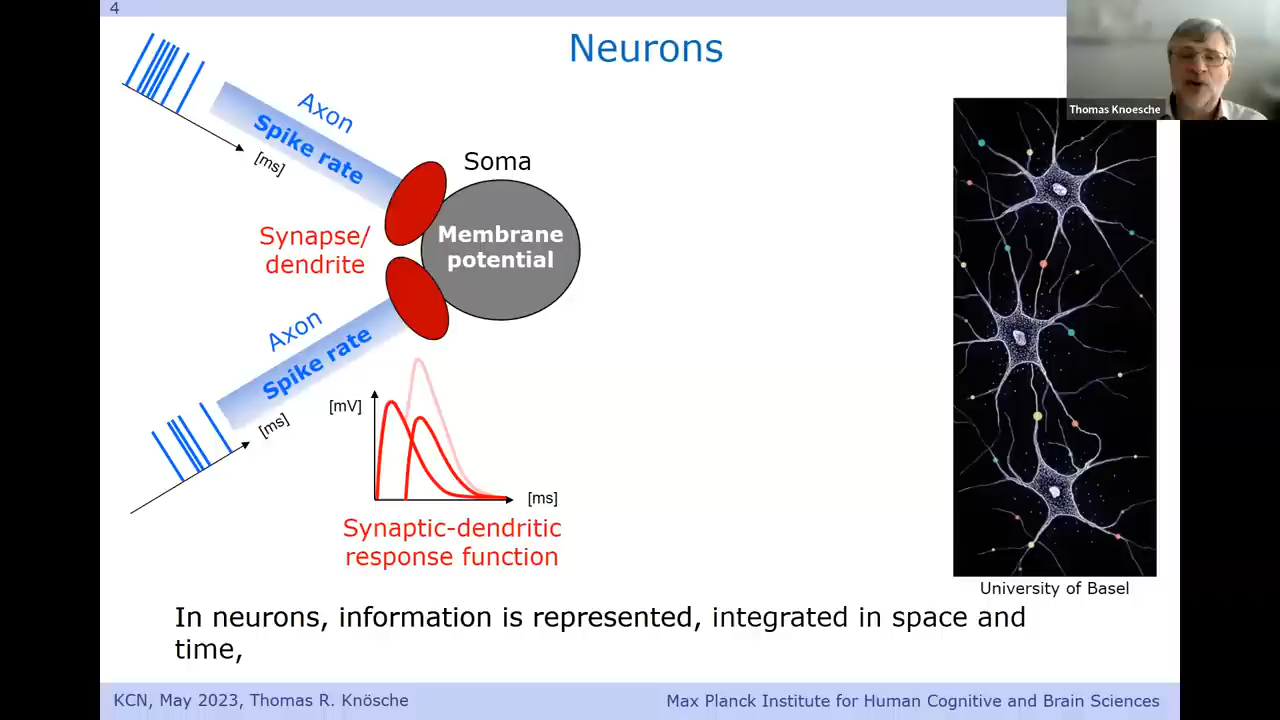 4
Neurons
Thomas Knoesche
Axon
Spike rate
[ms]
Soma
Membrane
potential
Synapse/
dendrite
Axon
Spike rate
[ms]
[mV]
[ms]
Synaptic-dendritic
response function
University of Basel
In neurons, information is represented, integrated in space and
time,
KCN, May 2023, Thomas R. Knösche
Max Planck Institute for Human Cognitive and Brain Sciences